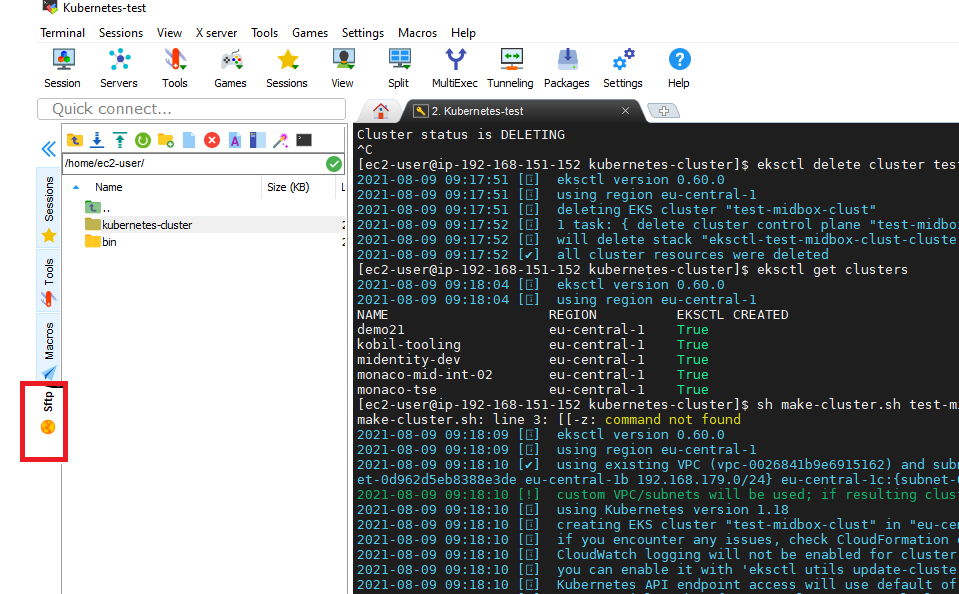 Kubernetes-test
Terminal Sessions View X server Tools Games Settings Macros Help
Session Servers Tools Games Sessions View Split MultiExec Tunneling Packages Settings Help
Quick connect...
2. Kubernetes-test
/home/ec2-user/
Name Size (KB) L
..
kubernetes-cluster 2
bin 2
Sessions
Tools
Macros
Sftp
Cluster status is DELETING
^C
[ec2-user@ip-192-168-151-152 kubernetes-cluster]$ eksctl delete cluster tes
2021-08-09 09:17:51 [i] eksctl version 0.60.0
2021-08-09 09:17:51 [i] using region eu-central-1
2021-08-09 09:17:51 [i] deleting EKS cluster "test-midbox-clust"
2021-08-09 09:17:52 [i] 1 task: { delete cluster control plane "test-midbo
2021-08-09 09:17:52 [i] will delete stack "eksctl-test-midbox-clust-cluste
2021-08-09 09:17:52 [✔] all cluster resources were deleted
[ec2-user@ip-192-168-151-152 kubernetes-cluster]$ eksctl get clusters
2021-08-09 09:18:04 [i] eksctl version 0.60.0
2021-08-09 09:18:04 [i] using region eu-central-1
NAME REGION EKSCTL CREATED
demo21 eu-central-1 True
kobil-tooling eu-central-1 True
midentity-dev eu-central-1 True
monaco-mid-int-02 eu-central-1 True
monaco-tse eu-central-1 True
[ec2-user@ip-192-168-151-152 kubernetes-cluster]$ sh make-cluster.sh test-mi
make-cluster.sh: line 3: [[-z: command not found
2021-08-09 09:18:09 [i] eksctl version 0.60.0
2021-08-09 09:18:09 [i] using region eu-central-1
2021-08-09 09:18:10 [✔] using existing VPC (vpc-0026841b9e6915162) and subn
et-0d962d5eb8388e3de eu-central-1b 192.168.179.0/24} eu-central-1c:{subnet-0
2021-08-09 09:18:10 [!] custom VPC/subnets will be used; if resulting clust
2021-08-09 09:18:10 [i] using Kubernetes version 1.18
2021-08-09 09:18:10 [i] creating EKS cluster "test-midbox-clust" in "eu-cen
2021-08-09 09:18:10 [i] if you encounter any issues, check CloudFormation c
2021-08-09 09:18:10 [i] CloudWatch logging will not be enabled for cluster
2021-08-09 09:18:10 [i] you can enable it with 'eksctl utils update-cluste
2021-08-09 09:18:10 [i] Kubernetes API endpoint access will use default of